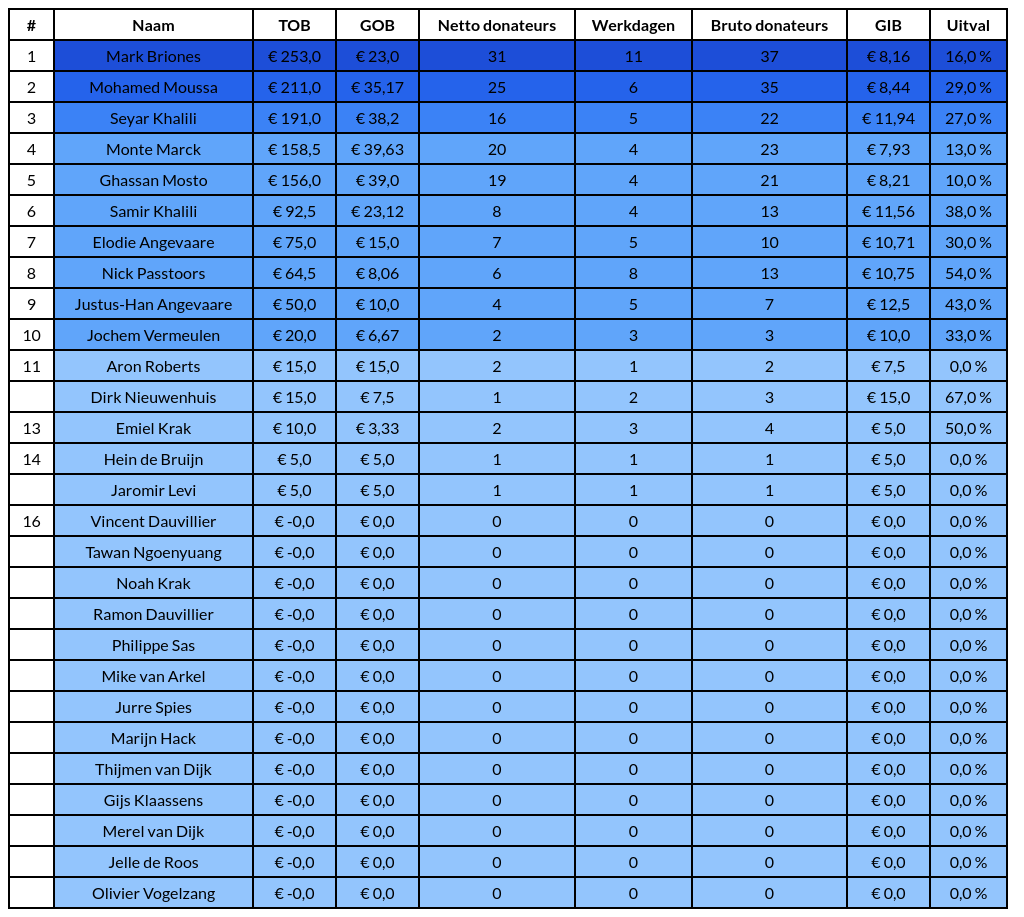 # Naam TOB GOB Netto donateurs Werkdagen Bruto donateurs GIB Uitval
1 Mark Briones € 253,0 € 23,0 31 11 37 € 8,16 16,0 %
2 Mohamed Moussa € 211,0 € 35,17 25 6 35 € 8,44 29,0 %
3 Seyar Khalili € 191,0 € 38,2 16 5 22 € 11,94 27,0 %
4 Monte Marck € 158,5 € 39,63 20 4 23 € 7,93 13,0 %
5 Ghassan Mosto € 156,0 € 39,0 19 4 21 € 8,21 10,0 %
6 Samir Khalili € 92,5 € 23,12 8 4 13 € 11,56 38,0 %
7 Elodie Angevaare € 75,0 € 15,0 7 5 10 € 10,71 30,0 %
8 Nick Passtoors € 64,5 € 8,06 6 8 13 € 10,75 54,0 %
9 Justus-Han Angevaare € 50,0 € 10,0 4 5 7 € 12,5 43,0 %
10 Jochem Vermeulen € 20,0 € 6,67 2 3 3 € 10,0 33,0 %
11 Aron Roberts € 15,0 € 15,0 2 1 2 € 7,5 0,0 %
Dirk Nieuwenhuis € 15,0 € 7,5 1 2 3 € 15,0 67,0 %
13 Emiel Krak € 10,0 € 3,33 2 3 4 € 5,0 50,0 %
14 Hein de Bruijn € 5,0 € 5,0 1 1 1 € 5,0 0,0 %
Jaromir Levi € 5,0 € 5,0 1 1 1 € 5,0 0,0 %
16 Vincent Dauvillier € -0,0 € 0,0 0 0 0 € 0,0 0,0 %
Tawan Ngoenyuang € -0,0 € 0,0 0 0 0 € 0,0 0,0 %
Noah Krak € -0,0 € 0,0 0 0 0 € 0,0 0,0 %
Ramon Dauvillier € -0,0 € 0,0 0 0 0 € 0,0 0,0 %
Philippe Sas € -0,0 € 0,0 0 0 0 € 0,0 0,0 %
Mike van Arkel € -0,0 € 0,0 0 0 0 € 0,0 0,0 %
Jurre Spies € -0,0 € 0,0 0 0 0 € 0,0 0,0 %
Marijn Hack € -0,0 € 0,0 0 0 0 € 0,0 0,0 %
Thijmen van Dijk € -0,0 € 0,0 0 0 0 € 0,0 0,0 %
Gijs Klaassens € -0,0 € 0,0 0 0 0 € 0,0 0,0 %
Merel van Dijk € -0,0 € 0,0 0 0 0 € 0,0 0,0 %
Jelle de Roos € -0,0 € 0,0 0 0 0 € 0,0 0,0 %
Olivier Vogelzang € -0,0 € 0,0 0 0 0 € 0,0 0,0 %